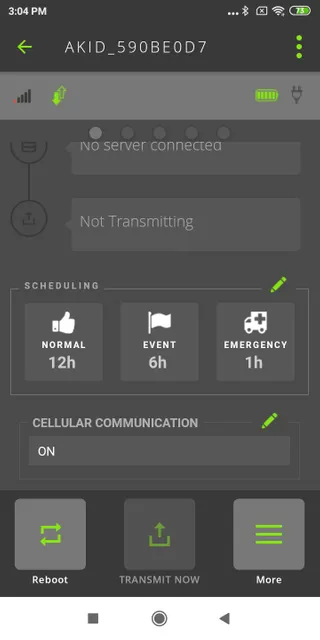 3:04 PM
73
AKID_590BE0D7
No server connected
Not Transmitting
SCHEDULING
NORMAL
12h
EVENT
6h
EMERGENCY
1h
CELLULAR COMMUNICATION
ON
Reboot
TRANSMIT NOW
More